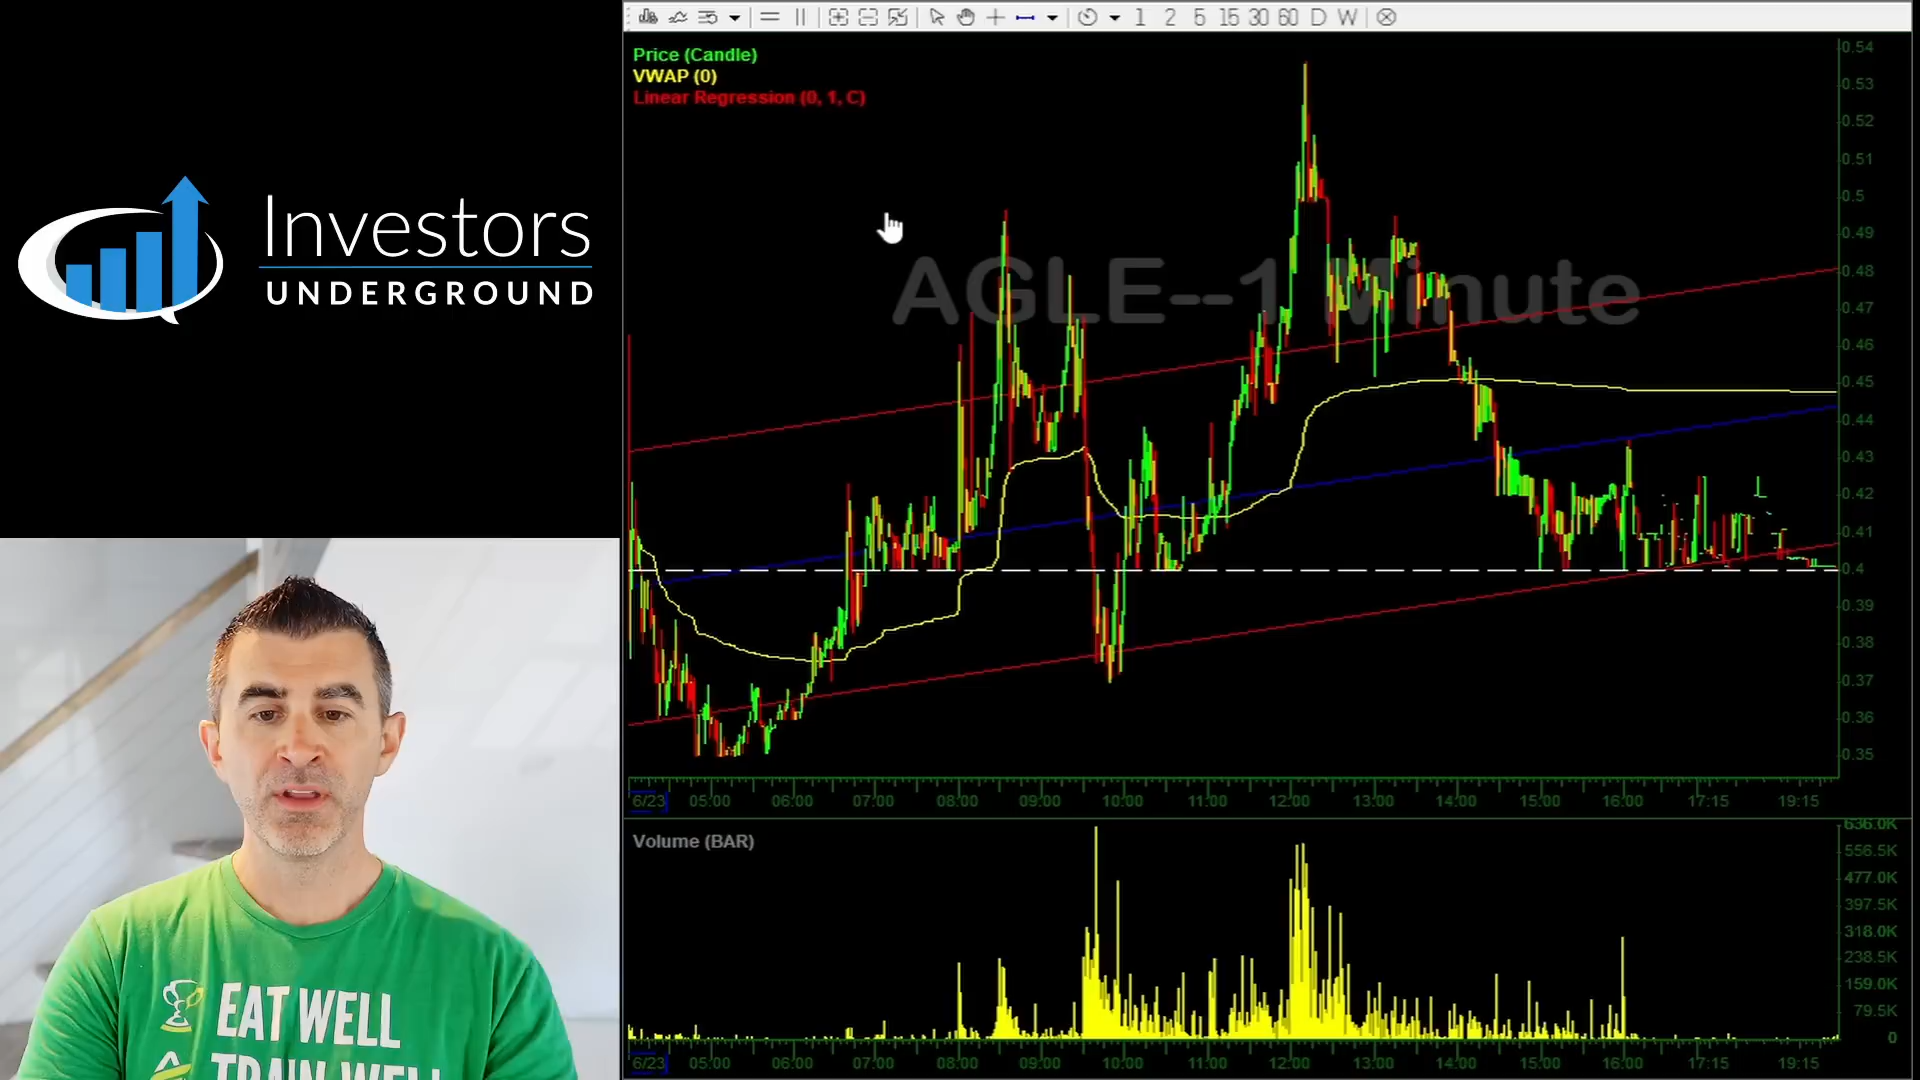 Investors
UNDERGROUND
EAT WELL
TRAIN WELL
1 2 5 15 30 60 D W
Price (Candle)
VWAP (0)
Linear Regression (0, 1, C)
AGLE--1 Minute
0.54
0.53
0.52
0.51
0.5
0.49
0.48
0.47
0.46
0.45
0.44
0.43
0.42
0.41
0.4
0.39
0.38
0.37
0.36
0.35
6/23 05:00 06:00 07:00 08:00 09:00 10:00 11:00 12:00 13:00 14:00 15:00 16:00 17:15 19:15
Volume (BAR)
636.0K
556.5K
477.0K
397.5K
318.0K
238.5K
159.0K
79.5K
0
6/23 05:00 06:00 07:00 08:00 09:00 10:00 11:00 12:00 13:00 14:00 15:00 16:00 17:15 19:15